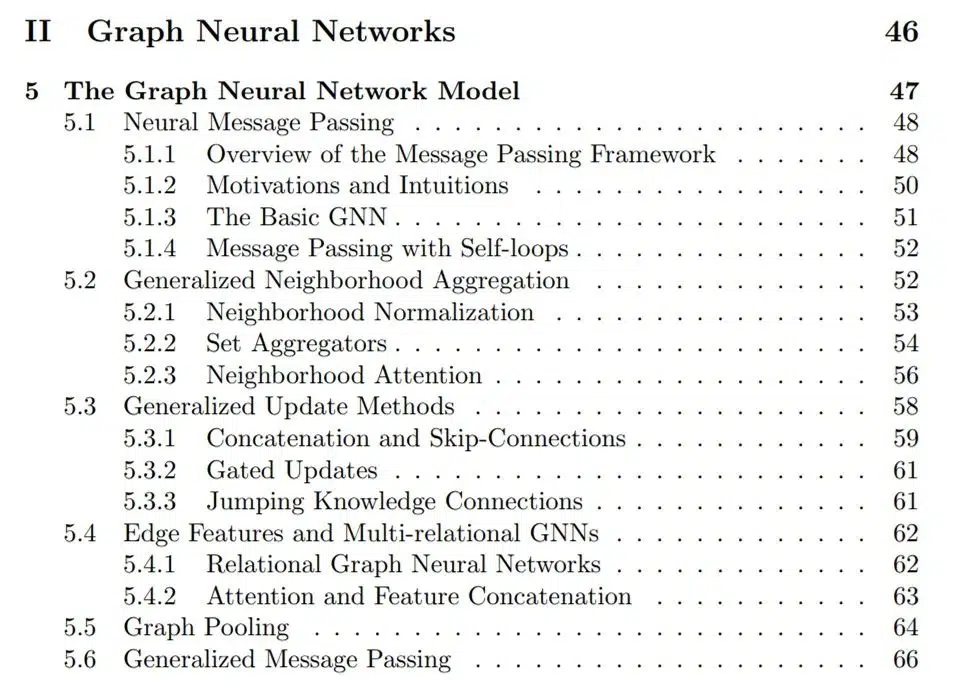 II Graph Neural Networks 46
5 The Graph Neural Network Model 47
5.1 Neural Message Passing . . . . . . . . . . . . . . . . . . . . . . . 48
5.1.1 Overview of the Message Passing Framework . . . . . . . 48
5.1.2 Motivations and Intuitions . . . . . . . . . . . . . . . . . 50
5.1.3 The Basic GNN . . . . . . . . . . . . . . . . . . . . . . . . 51
5.1.4 Message Passing with Self-loops . . . . . . . . . . . . . . . 52
5.2 Generalized Neighborhood Aggregation . . . . . . . . . . . . . . 52
5.2.1 Neighborhood Normalization . . . . . . . . . . . . . . . . 53
5.2.2 Set Aggregators . . . . . . . . . . . . . . . . . . . . . . . . 54
5.2.3 Neighborhood Attention . . . . . . . . . . . . . . . . . . . 56
5.3 Generalized Update Methods . . . . . . . . . . . . . . . . . . . . 58
5.3.1 Concatenation and Skip-Connections . . . . . . . . . . . . 59
5.3.2 Gated Updates . . . . . . . . . . . . . . . . . . . . . . . . 61
5.3.3 Jumping Knowledge Connections . . . . . . . . . . . . . . 61
5.4 Edge Features and Multi-relational GNNs . . . . . . . . . . . . . 62
5.4.1 Relational Graph Neural Networks . . . . . . . . . . . . . 62
5.4.2 Attention and Feature Concatenation . . . . . . . . . . . 63
5.5 Graph Pooling . . . . . . . . . . . . . . . . . . . . . . . . . . . . 64
5.6 Generalized Message Passing . . . . . . . . . . . . . . . . . . . . 66